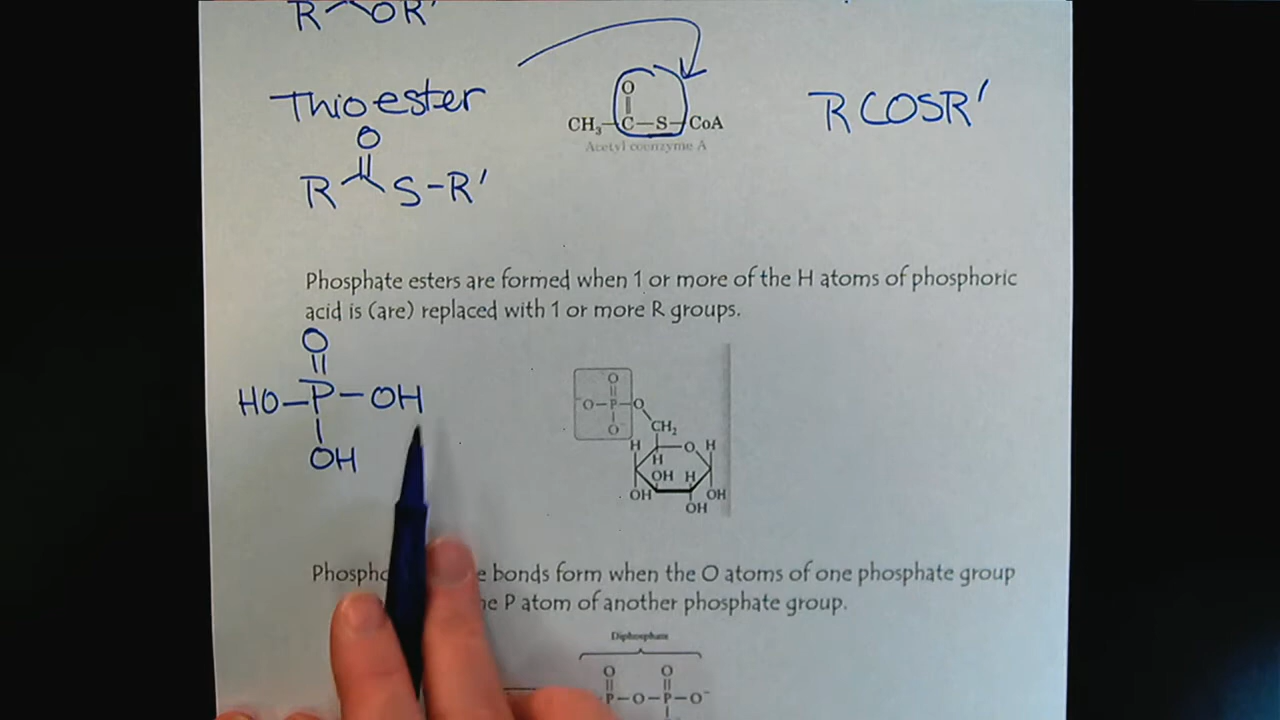 R OR'
Thioester
O
R S-R'
O
CH₃-C-S-CoA
Acetyl coenzyme A
RCOSR'
Phosphate esters are formed when 1 or more of the H atoms of phosphoric
acid is (are) replaced with 1 or more R groups.
O
HO-P-OH
OH
O
⁻O-P-O
O⁻
CH₂
H O H
H
OH H
OH OH
OH
bonds form when the O atoms of one phosphate group
P atom of another phosphate group.
Diphosphate
O O
P-O-P-O⁻